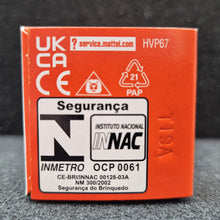 UK
CA
CE
? service.mattel.com
HVP67
21
PAP
Segurança
N
INMETRO
INSTITUTO NACIONAL
INNAC
OCP 0061
CE-BRI/INNAC 00128-03A
NM 300/2002
Segurança do Brinquedo